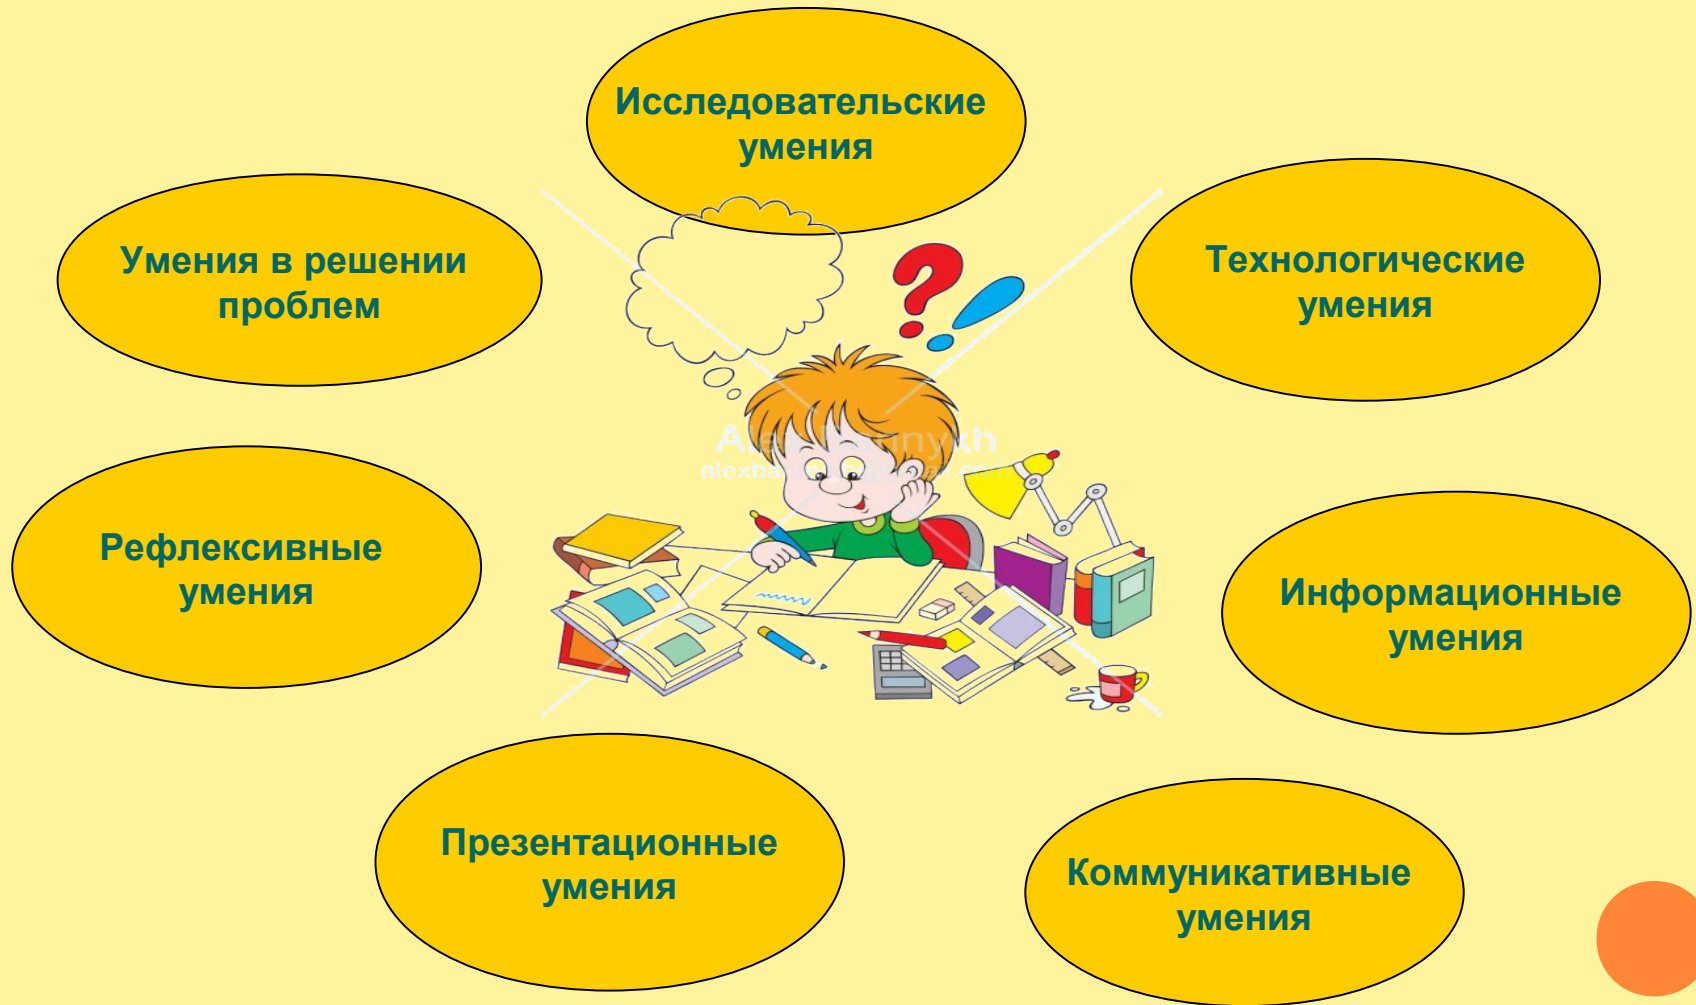 Исследовательские
умения
Умения в решении
проблем
Технологические
умения
Рефлексивные
умения
Информационные
умения
Презентационные
умения
Коммуникативные
умения